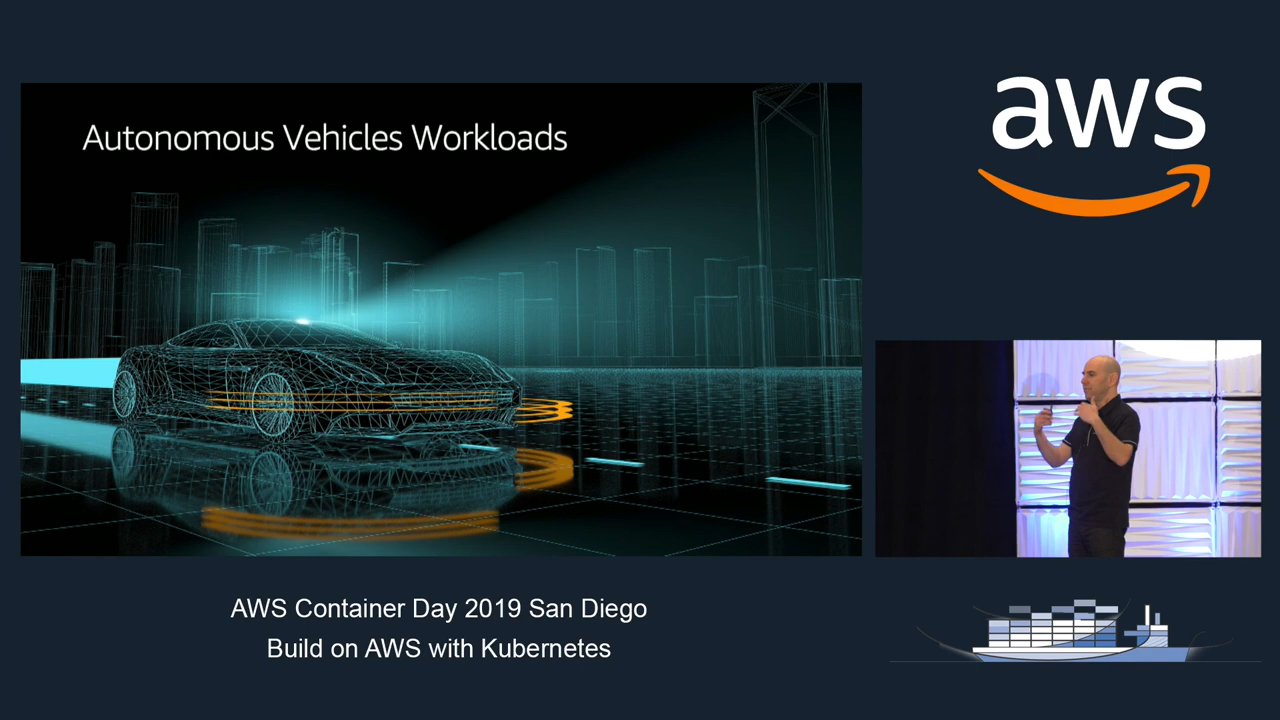 Autonomous Vehicles Workloads
aws
AWS Container Day 2019 San Diego
Build on AWS with Kubernetes